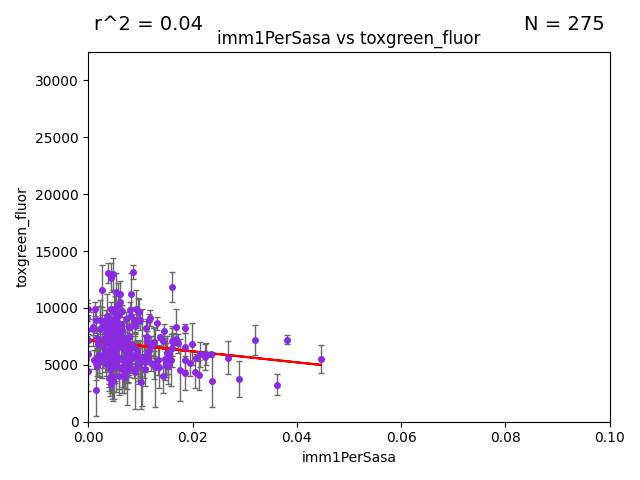 r^2 = 0.04
N = 275
imm1PerSasa vs toxgreen_fluor
30000
25000
20000
15000
10000
5000
0
toxgreen_fluor
0.00
0.02
0.04
0.06
0.08
0.10
imm1PerSasa